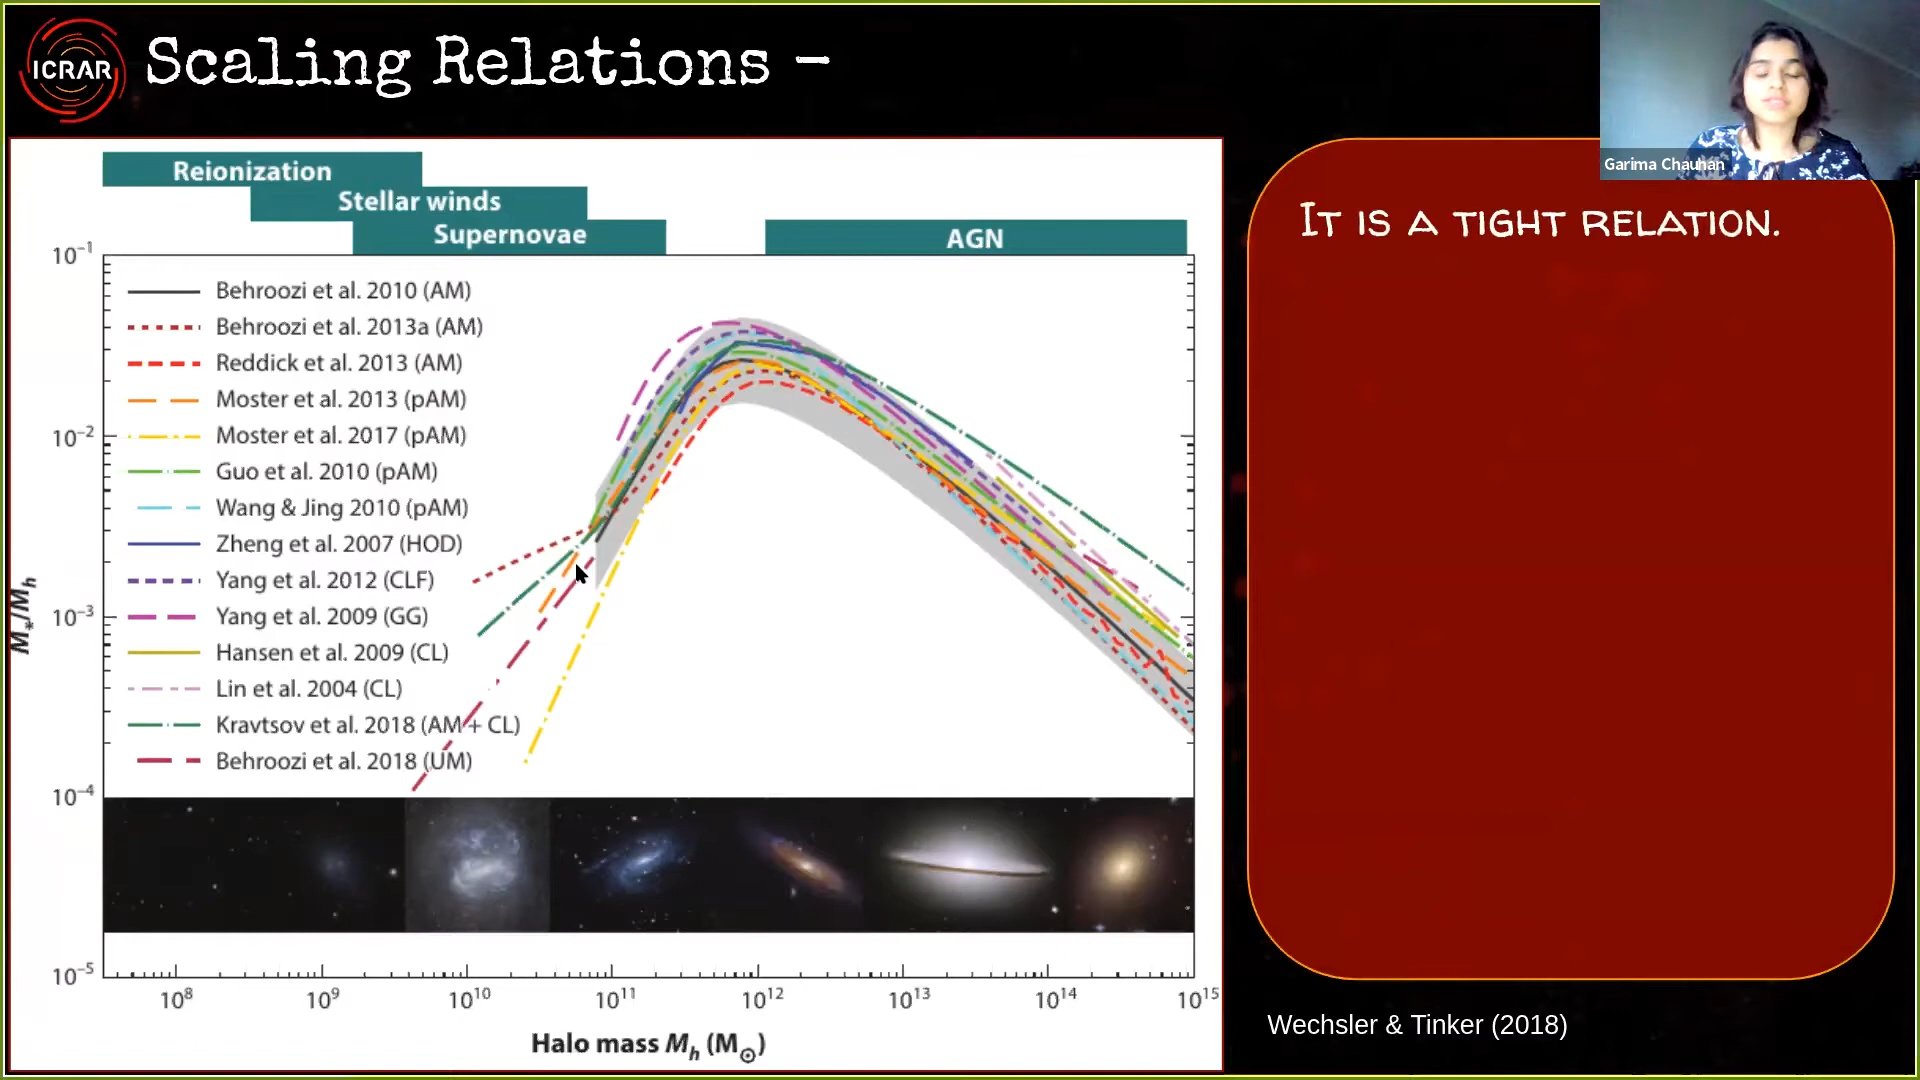 ICRAR
Scaling Relations -
Garima Chauhan
It is a tight relation.
Reionization
Stellar winds
Supernovae
AGN
10⁻¹
10⁻²
10⁻³
10⁻⁴
10⁻⁵
M*/Mh
Behroozi et al. 2010 (AM)
Behroozi et al. 2013a (AM)
Reddick et al. 2013 (AM)
Moster et al. 2013 (pAM)
Moster et al. 2017 (pAM)
Guo et al. 2010 (pAM)
Wang & Jing 2010 (pAM)
Zheng et al. 2007 (HOD)
Yang et al. 2012 (CLF)
Yang et al. 2009 (GG)
Hansen et al. 2009 (CL)
Lin et al. 2004 (CL)
Kravtsov et al. 2018 (AM + CL)
Behroozi et al. 2018 (UM)
10⁸ 10⁹ 10¹⁰ 10¹¹ 10¹² 10¹³ 10¹⁴ 10¹⁵
Halo mass Mh (M⊙)
Wechsler & Tinker (2018)